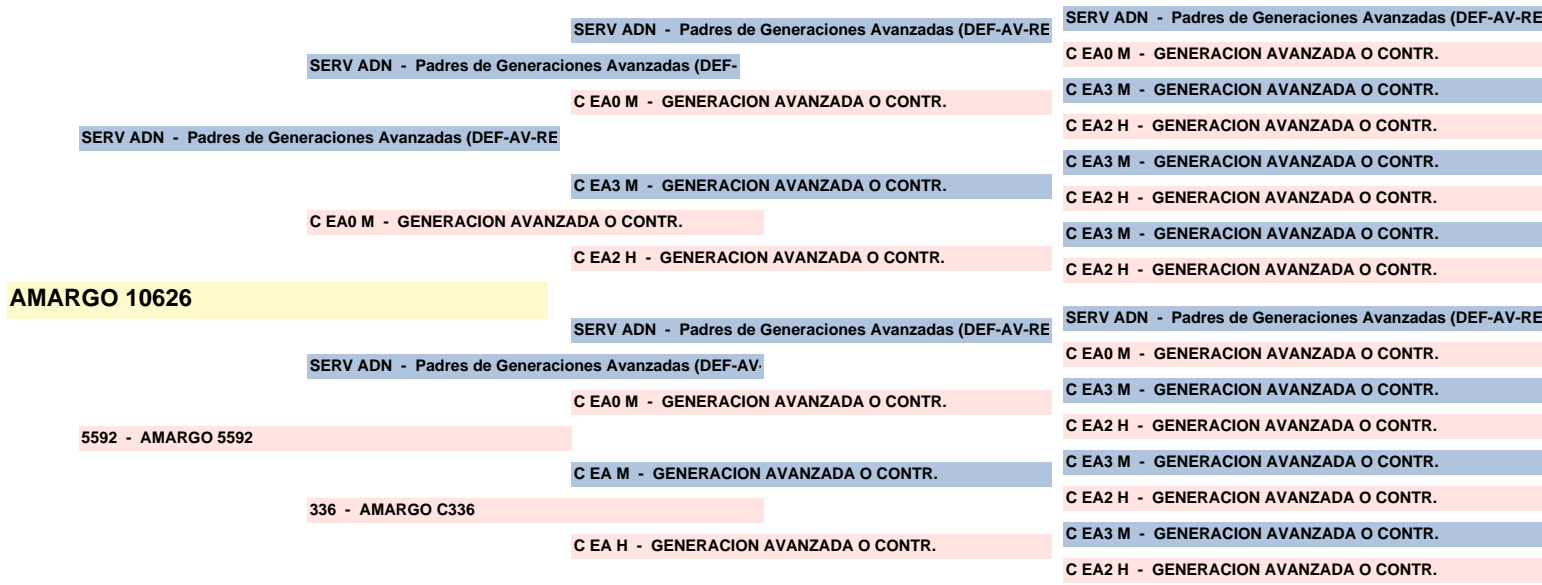 SERV ADN - Padres de Generaciones Avanzadas (DEF-AV-RE
SERV ADN - Padres de Generaciones Avanzadas (DEF-AV-RE
C EA0 M - GENERACION AVANZADA O CONTR.
SERV ADN - Padres de Generaciones Avanzadas (DEF-
C EA3 M - GENERACION AVANZADA O CONTR.
C EA0 M - GENERACION AVANZADA O CONTR.
C EA2 H - GENERACION AVANZADA O CONTR.
SERV ADN - Padres de Generaciones Avanzadas (DEF-AV-RE
C EA3 M - GENERACION AVANZADA O CONTR.
C EA3 M - GENERACION AVANZADA O CONTR.
C EA2 H - GENERACION AVANZADA O CONTR.
C EA0 M - GENERACION AVANZADA O CONTR.
C EA3 M - GENERACION AVANZADA O CONTR.
C EA2 H - GENERACION AVANZADA O CONTR.
C EA2 H - GENERACION AVANZADA O CONTR.
AMARGO 10626
SERV ADN - Padres de Generaciones Avanzadas (DEF-AV-RE
SERV ADN - Padres de Generaciones Avanzadas (DEF-AV-RE
C EA0 M - GENERACION AVANZADA O CONTR.
SERV ADN - Padres de Generaciones Avanzadas (DEF-AV-
C EA3 M - GENERACION AVANZADA O CONTR.
C EA0 M - GENERACION AVANZADA O CONTR.
C EA2 H - GENERACION AVANZADA O CONTR.
5592 - AMARGO 5592
C EA3 M - GENERACION AVANZADA O CONTR.
C EA M - GENERACION AVANZADA O CONTR.
C EA2 H - GENERACION AVANZADA O CONTR.
336 - AMARGO C336
C EA3 M - GENERACION AVANZADA O CONTR.
C EA H - GENERACION AVANZADA O CONTR.
C EA2 H - GENERACION AVANZADA O CONTR.